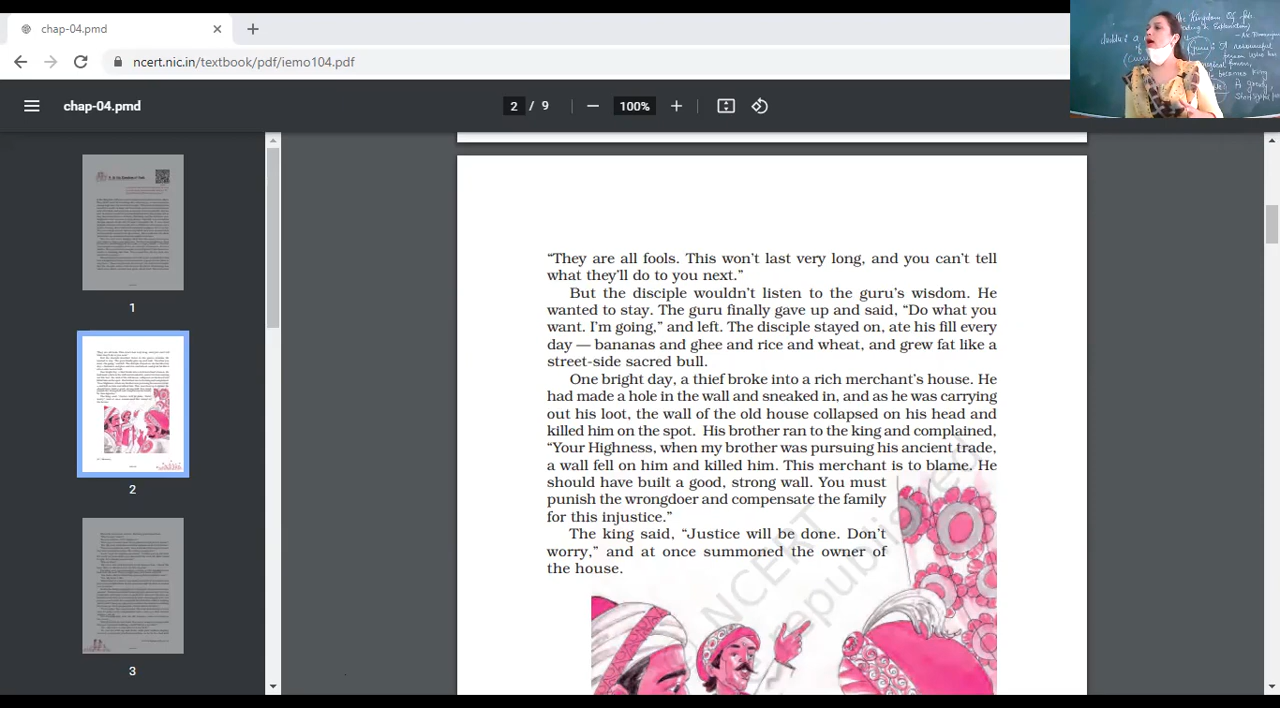 chap-04.pmd
ncert.nic.in/textbook/pdf/iemo104.pdf
chap-04.pmd
2 / 9
100%
The Kingdom Of
1
2
3
“They are all fools. This won’t last very long, and you can’t tell
what they’ll do to you next.”
But the disciple wouldn’t listen to the guru’s wisdom. He
wanted to stay. The guru finally gave up and said, “Do what you
want. I’m going,” and left. The disciple stayed on, ate his fill every
day — bananas and ghee and rice and wheat, and grew fat like a
street-side sacred bull.
One bright day, a thief broke into a rich merchant’s house. He
had made a hole in the wall and sneaked in, and as he was carrying
out his loot, the wall of the old house collapsed on his head and
killed him on the spot. His brother ran to the king and complained,
“Your Highness, when my brother was pursuing his ancient trade,
a wall fell on him and killed him. This merchant is to blame. He
should have built a good, strong wall. You must
punish the wrongdoer and compensate the family
for this injustice.”
The king said, “Justice will be done. Don’t
worry,” and at once summoned the owner of
the house.